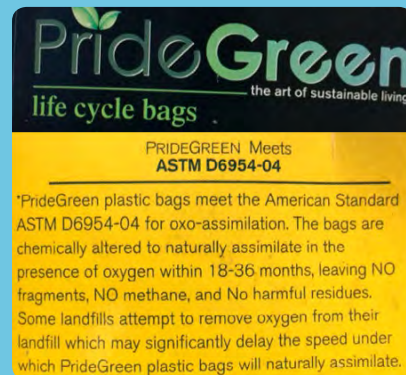 PrideGreen
the art of sustainable living
life cycle bags
PRIDEGREEN Meets
ASTM D6954-04
*PrideGreen plastic bags meet the American Standard
ASTM D6954-04 for oxo-assimilation. The bags are
chemically altered to naturally assimilate in the
presence of oxygen within 18-36 months, leaving NO
fragments, NO methane, and No harmful residues.
Some landfills attempt to remove oxygen from their
landfill which may significantly delay the speed under
which PrideGreen plastic bags will naturally assimilate.